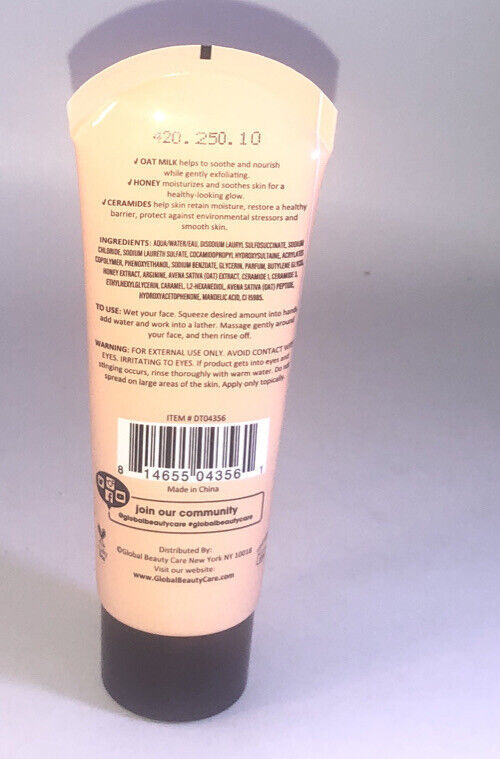 420.250.10
√ OAT MILK helps to soothe and nourish
while gently exfoliating.
√ HONEY moisturizes and soothes skin for a
healthy-looking glow.
√ CERAMIDES help skin retain moisture, restore a healthy
barrier, protect against environmental stressors and
smooth skin.
INGREDIENTS: AQUA/WATER/EAU, DISODIUM LAURYL SULFOSUCCINATE, SODIUM
CHLORIDE, SODIUM LAURETH SULFATE, COCAMIDOPROPYL HYDROXYSULTAINE, ACRYLATES
COPOLYMER, PHENOXYETHANOL, SODIUM BENZOATE, GLYCERIN, PARFUM, BUTYLENE GLYCOL,
HONEY EXTRACT, ARGININE, AVENA SATIVA (OAT) EXTRACT, CERAMIDE 1, CERAMIDE 3,
ETHYLHEXYLGLYCERIN, CARAMEL, 1,2-HEXANEDIOL, AVENA SATIVA (OAT) PEPTIDE,
HYDROXYACETOPHENONE, MANDELIC ACID, CI 15985.
TO USE: Wet your face. Squeeze desired amount into hands,
add water and work into a lather. Massage gently around
your face, and then rinse off.
WARNING: FOR EXTERNAL USE ONLY. AVOID CONTACT WITH
EYES. IRRITATING TO EYES. If product gets into eyes and
stinging occurs, rinse thoroughly with warm water. Do not
spread on large areas of the skin. Apply only topically.
ITEM # DT04356
8 14655 04356 1
Made in China
join our community
@globalbeautycare #globalbeautycare
Distributed By:
©Global Beauty Care New York NY 10018
Visit our website:
www.GlobalBeautyCare.com